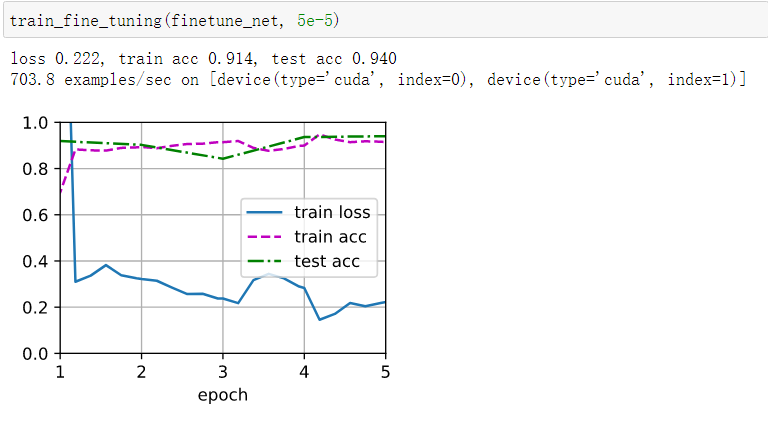 train_fine_tuning(finetune_net, 5e-5)
loss 0.222, train acc 0.914, test acc 0.940
703.8 examples/sec on [device(type='cuda', index=0), device(type='cuda', index=1)]
1.0
0.8
0.6
0.4
0.2
0.0
train loss
train acc
test acc
1 2 3 4 5
epoch